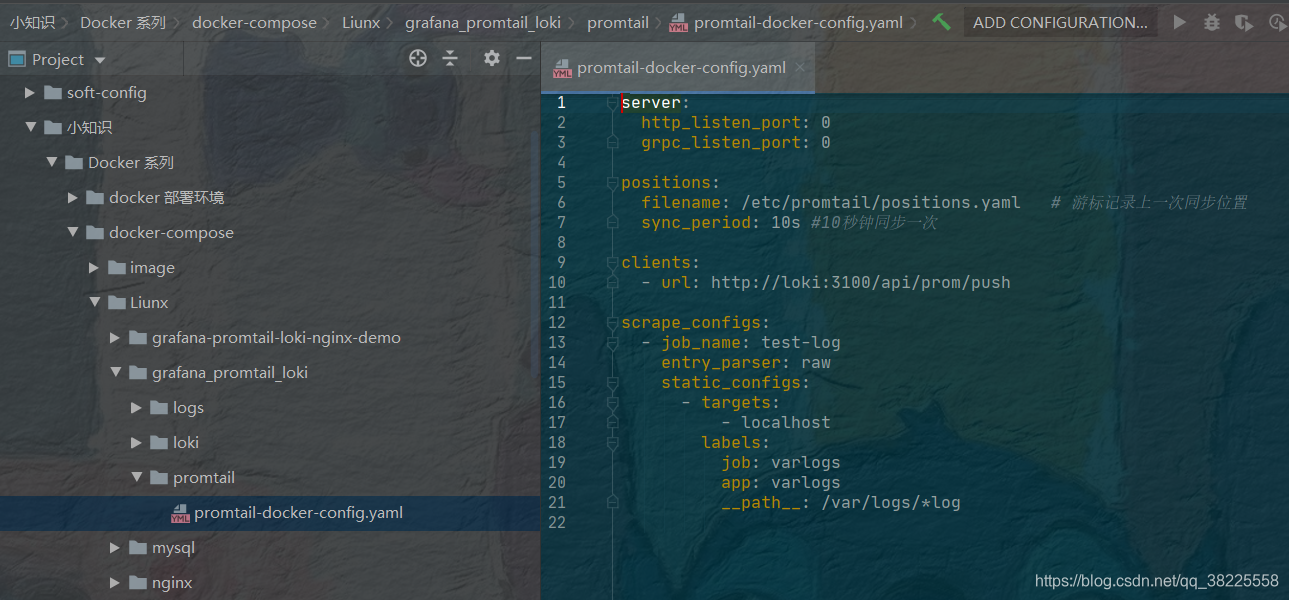 小知识 Docker 系列 docker-compose Liunx grafana_promtail_loki promtail promtail-docker-config.yaml ADD CONFIGURATION...
Project
soft-config
小知识
Docker 系列
docker 部署环境
docker-compose
image
Liunx
grafana-promtail-loki-nginx-demo
grafana_promtail_loki
logs
loki
promtail
promtail-docker-config.yaml
mysql
nginx
promtail-docker-config.yaml
1 server:
2   http_listen_port: 0
3   grpc_listen_port: 0
4
5 positions:
6   filename: /etc/promtail/positions.yaml   # 游标记录上一次同步位置
7   sync_period: 10s #10秒钟同步一次
8
9 clients:
10   - url: http://loki:3100/api/prom/push
11
12 scrape_configs:
13   - job_name: test-log
14     entry_parser: raw
15     static_configs:
16       - targets:
17           - localhost
18         labels:
19           job: varlogs
20           app: varlogs
21           __path__: /var/logs/*log
22
https://blog.csdn.net/qq_38225558